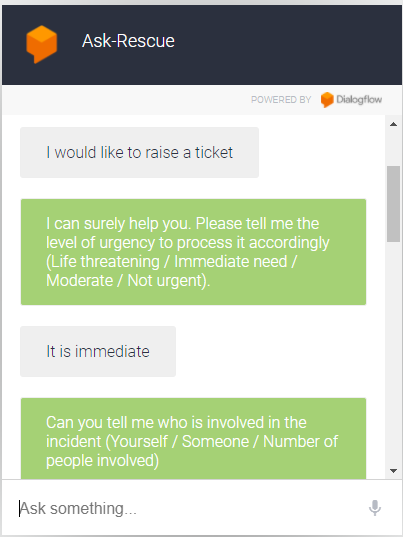 Ask-Rescue
POWERED BY Dialogflow
I would like to raise a ticket
I can surely help you. Please tell me the
level of urgency to process it accordingly
(Life threatening / Immediate need /
Moderate / Not urgent).
It is immediate
Can you tell me who is involved in the
incident (Yourself / Someone / Number of
people involved)
Ask something...